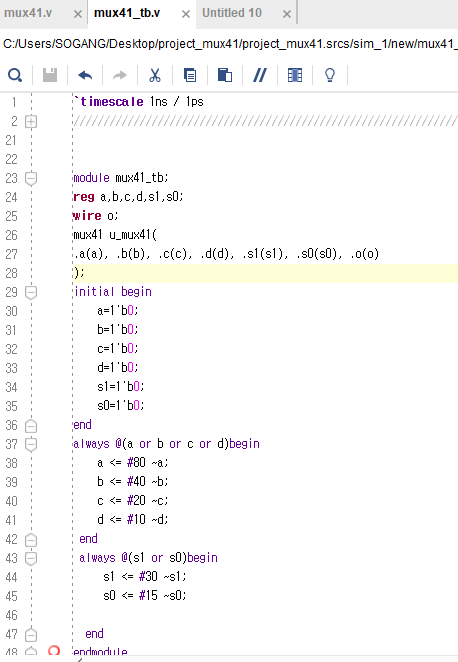 mux41.v × mux41_tb.v × Untitled 10 ×
C:/Users/SOGANG/Desktop/project_mux41/project_mux41.srcs/sim_1/new/mux41_
1 `timescale 1ns / 1ps
2 /////////////////////////////////////////////////////////////////
21
22
23 module mux41_tb;
24 reg a,b,c,d,s1,s0;
25 wire o;
26 mux41 u_mux41(
27 .a(a), .b(b), .c(c), .d(d), .s1(s1), .s0(s0), .o(o)
28 );
29 initial begin
30 a=1'b0;
31 b=1'b0;
32 c=1'b0;
33 d=1'b0;
34 s1=1'b0;
35 s0=1'b0;
36 end
37 always @(a or b or c or d)begin
38 a <= #80 ~a;
39 b <= #40 ~b;
40 c <= #20 ~c;
41 d <= #10 ~d;
42 end
43 always @(s1 or s0)begin
44 s1 <= #30 ~s1;
45 s0 <= #15 ~s0;
46
47 end
48 endmodule